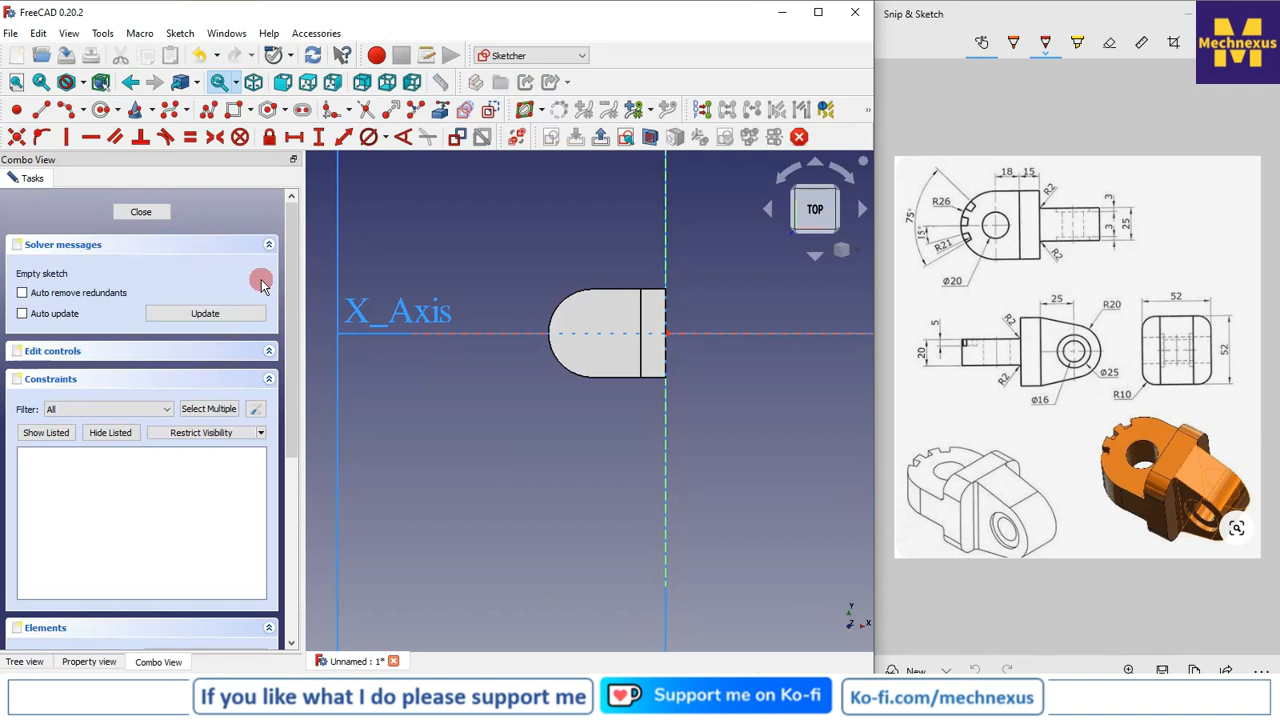 FreeCAD 0.20.2
File Edit View Tools Macro Sketch Windows Help Accessories
Sketcher
Combo View
Tasks
Close
Solver messages
Empty sketch
Auto remove redundants
Auto update
Update
Edit controls
Constraints
Filter: All
Select Multiple
Show Listed
Hide Listed
Restrict Visibility
Elements
Tree view
Property view
Combo View
X_Axis
TOP
Y
Z
X
Unnamed : 1*
Snip & Sketch
Mechnexus
18 15
R2
3
R26
75°
15°
25
R21
3
R2
Ø20
25
R20
52
R2
5
20
52
R2
Ø25
R10
Ø16
New
If you like what I do please support me
Support me on Ko-fi
Ko-fi.com/mechnexus